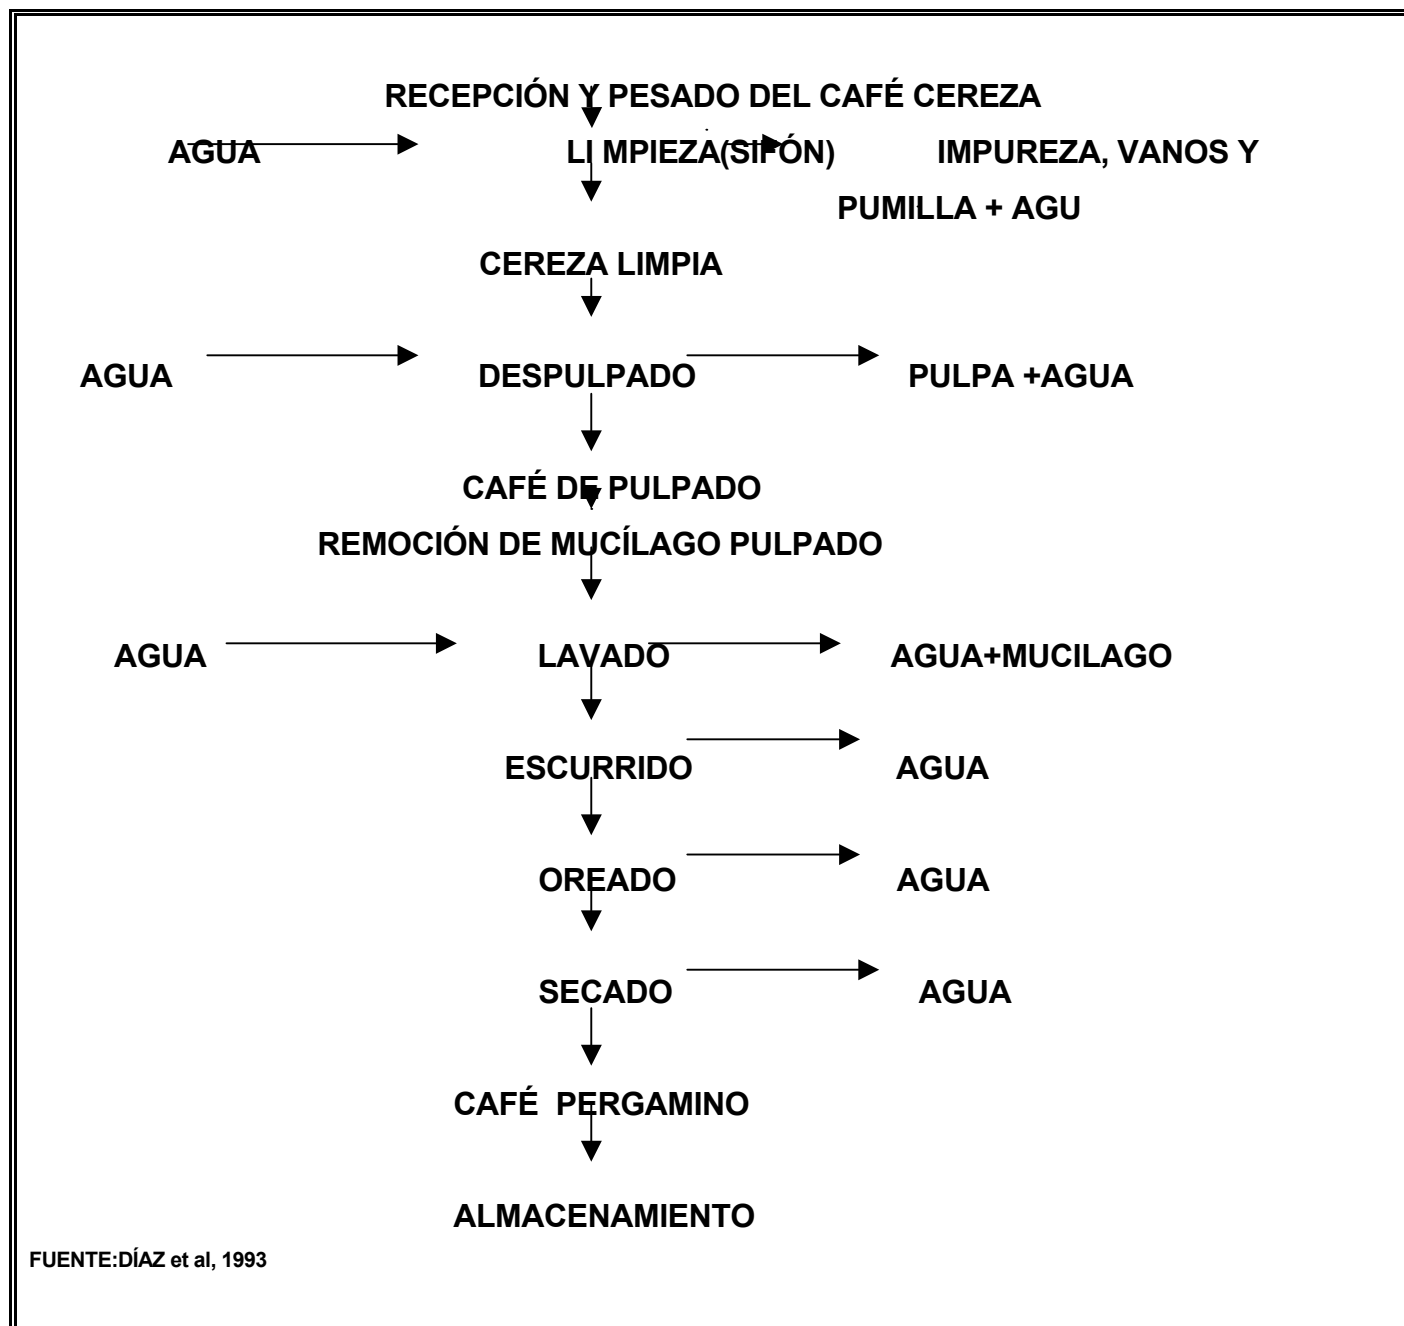 RECEPCIÓN Y PESADO DEL CAFÉ CEREZA
AGUA LI MPIEZA(SIFÓN) IMPUREZA, VANOS Y
PUMILLA + AGU
CEREZA LIMPIA
AGUA DESPULPADO PULPA +AGUA
CAFÉ DE PULPADO
REMOCIÓN DE MUCÍLAGO PULPADO
AGUA LAVADO AGUA+MUCILAGO
ESCURRIDO AGUA
OREADO AGUA
SECADO AGUA
CAFÉ PERGAMINO
ALMACENAMIENTO
FUENTE:DÍAZ et al, 1993